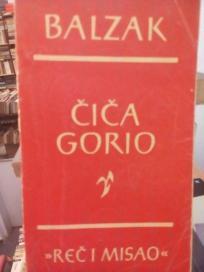 BALZAK
ČIČA
GORIO
»REČ I MISAO«